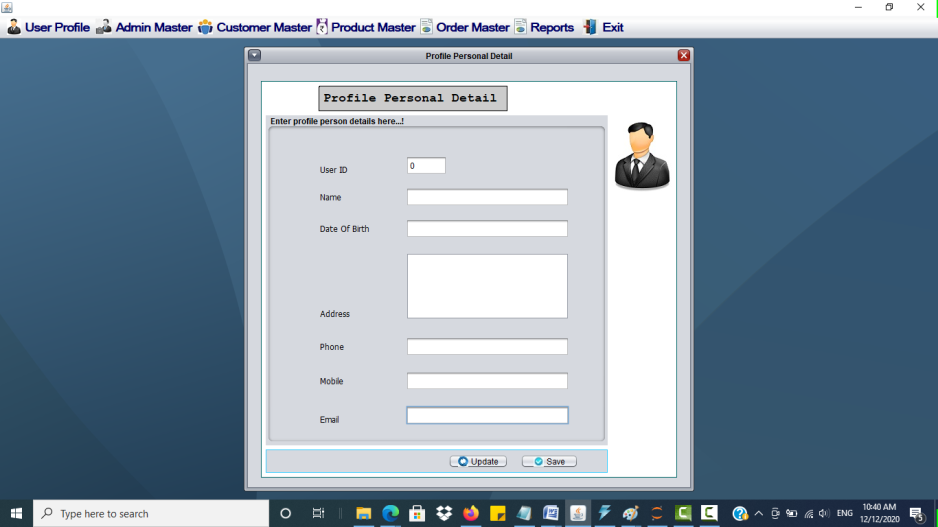 User Profile Admin Master Customer Master Product Master Order Master Reports Exit
Profile Personal Detail
Profile Personal Detail
Enter profile person details here...!
User ID 0
Name
Date Of Birth
Address
Phone
Mobile
Email
Update Save
Type here to search
ENG
10:40 AM
12/12/2020
5